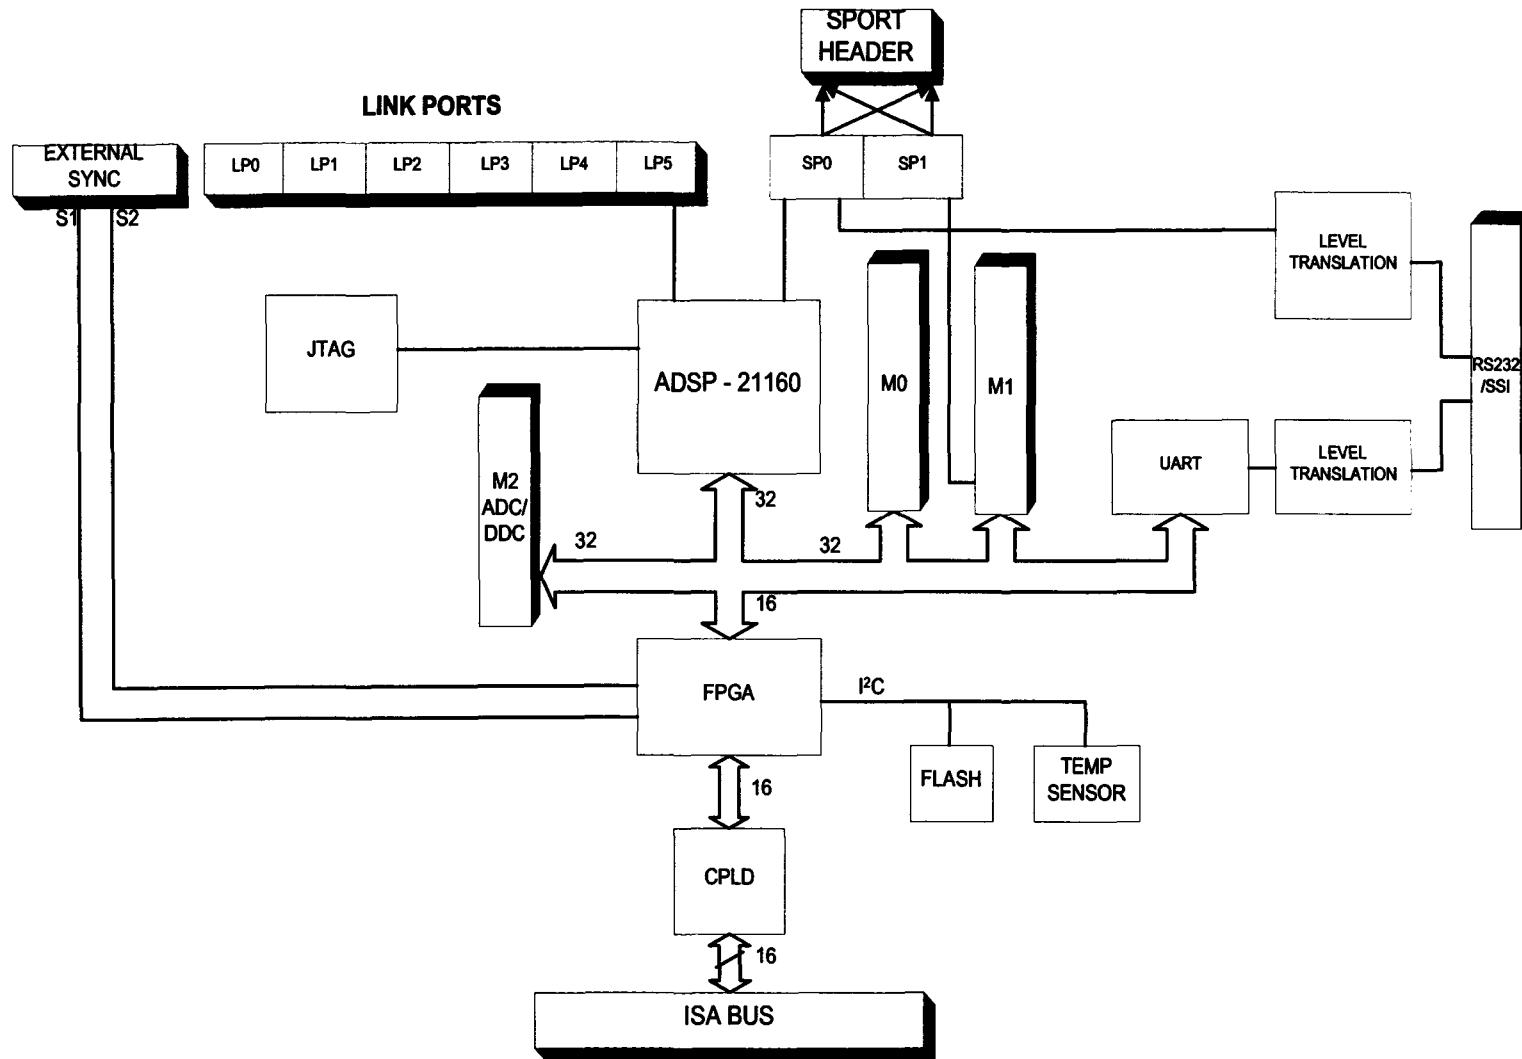 SPORT
HEADER
LINK PORTS
EXTERNAL
SYNC
LP0
LP1
LP2
LP3
LP4
LP5
SP0
SP1
S1
S2
LEVEL
TRANSLATION
JTAG
ADSP - 21160
M0
M1
RS232
/SSI
M2
ADC/
DDC
UART
LEVEL
TRANSLATION
32
32
32
16
FPGA
I²C
FLASH
TEMP
SENSOR
16
CPLD
16
ISA BUS